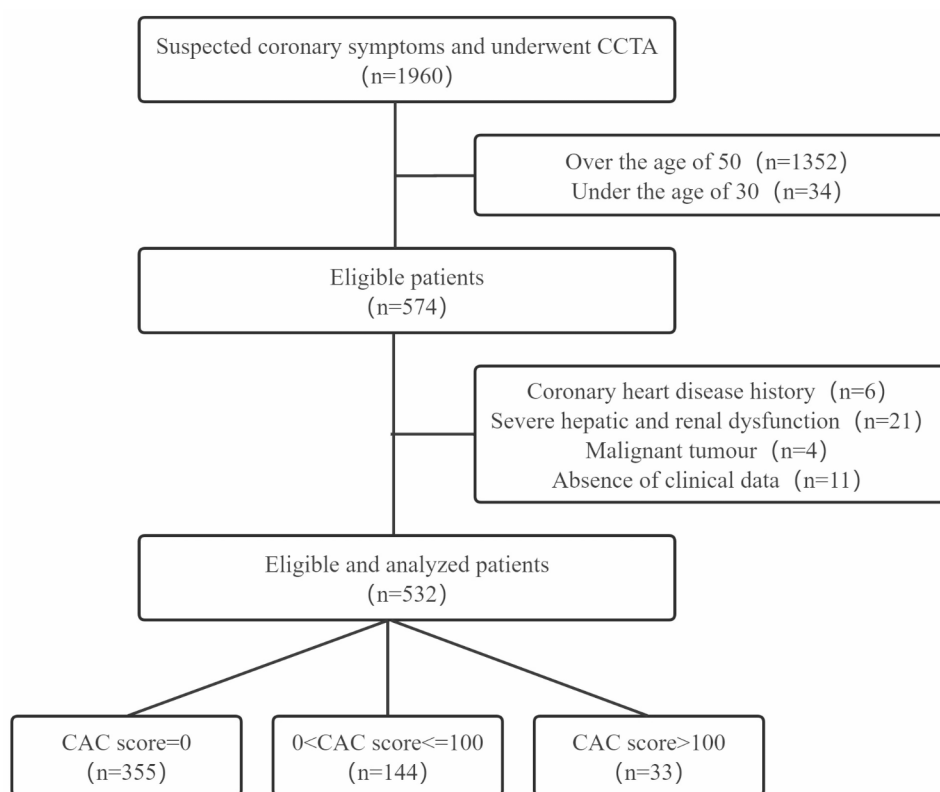 Suspected coronary symptoms and underwent CCTA
(n=1960)
Over the age of 50 (n=1352)
Under the age of 30 (n=34)
Eligible patients
(n=574)
Coronary heart disease history (n=6)
Severe hepatic and renal dysfunction (n=21)
Malignant tumour (n=4)
Absence of clinical data (n=11)
Eligible and analyzed patients
(n=532)
CAC score=0
(n=355)
0<CAC score<=100
(n=144)
CAC score>100
(n=33)